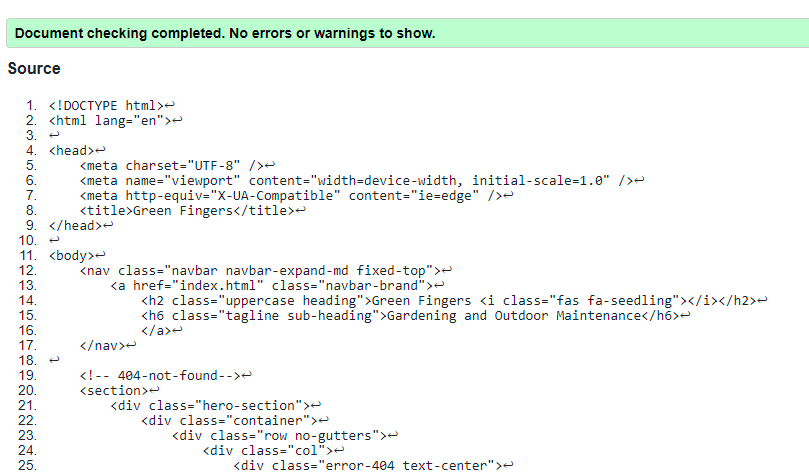 Document checking completed. No errors or warnings to show.
Source
1. <!DOCTYPE html>↩
2. <html lang="en">↩
3. ↩
4. <head>↩
5.     <meta charset="UTF-8" />↩
6.     <meta name="viewport" content="width=device-width, initial-scale=1.0" />↩
7.     <meta http-equiv="X-UA-Compatible" content="ie=edge" />↩
8.     <title>Green Fingers</title>↩
9. </head>↩
10. ↩
11. <body>↩
12.     <nav class="navbar navbar-expand-md fixed-top">↩
13.         <a href="index.html" class="navbar-brand">↩
14.             <h2 class="uppercase heading">Green Fingers <i class="fas fa-seedling"></i></h2>↩
15.             <h6 class="tagline sub-heading">Gardening and Outdoor Maintenance</h6>↩
16.             </a>↩
17.     </nav>↩
18. ↩
19.     <!-- 404-not-found-->↩
20.     <section>↩
21.         <div class="hero-section">↩
22.             <div class="container">↩
23.                 <div class="row no-gutters">↩
24.                     <div class="col">↩
25.                         <div class="error-404 text-center">↩